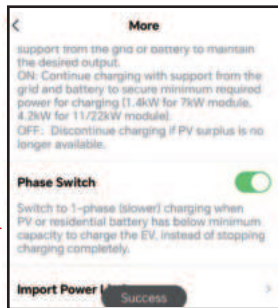 More
support from the grid or battery to maintain
the desired output.
ON: Continue charging with support from the
grid and battery to secure minimum required
power for charging (1.4kW for 7kW module,
4.2kW for 11/22kW module).
OFF: Discontinue charging if PV surplus is no
longer available.
Phase Switch
Switch to 1-phase (slower) charging when
PV or residential battery has below minimum
capacity to charge the EV, instead of stopping
charging completely.
Import Power
Success